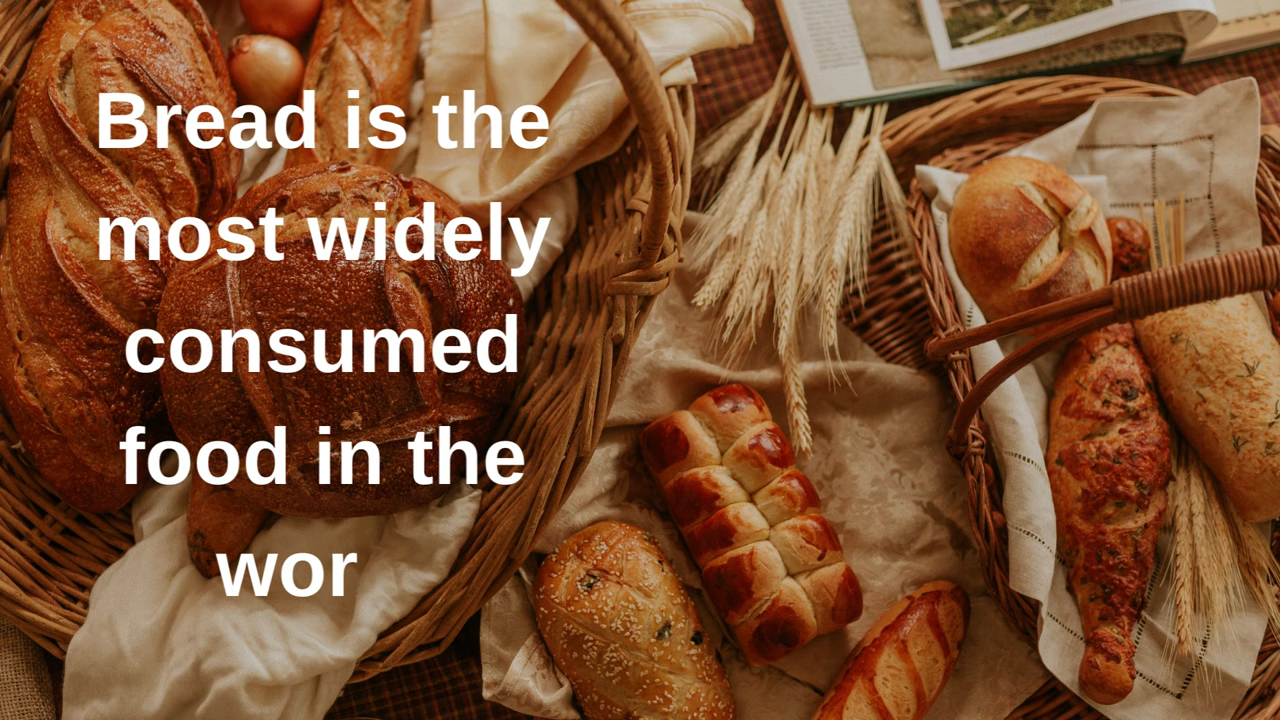 Bread is the
most widely
consumed
food in the
wor